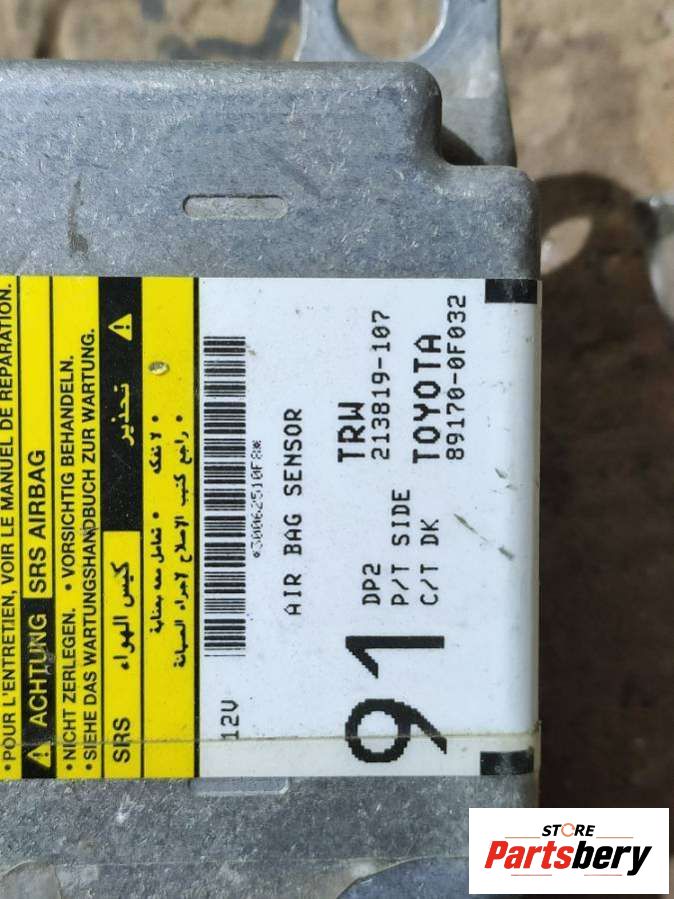 • POUR L'ENTRETIEN, VOIR LE MANUEL DE REPARATION.
⚠ ACHTUNG SRS AIRBAG
• NICHT ZERLEGEN. • VORSICHTIG BEHANDELN.
• SIEHE DAS WARTUNGSHANDBUCH ZUR WARTUNG.
SRS كيس الهواء تحذير ⚠
• لا تفكه • تعامل معه بعناية
• راجع كتيب الإصلاح لإجراء الصيانة
12V
*300062510F8*
AIR BAG SENSOR
91
TRW
DP2 213819-107
P/T SIDE TOYOTA
C/T DK 89170-0F032
STORE
Partsbery